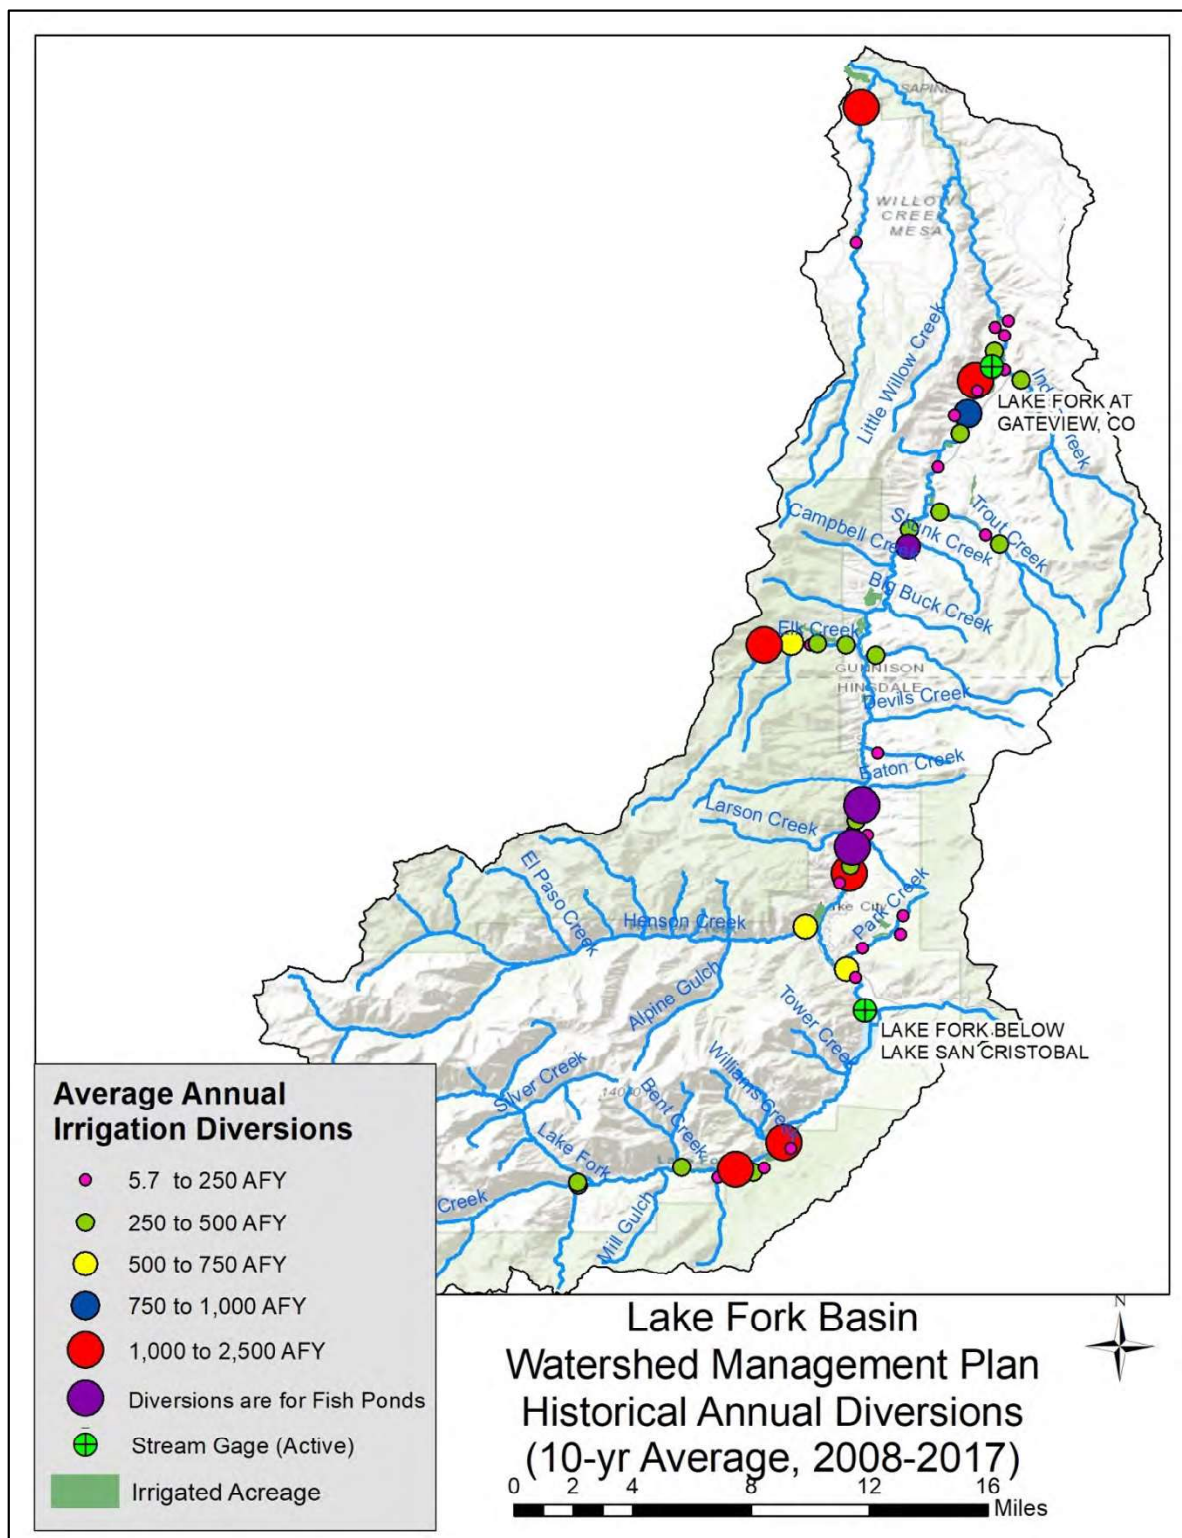 SAPINE
WILLOW
CREEK
MESA
Little Willow Creek
LAKE FORK AT
GATEVIEW, CO
Campbell Creek
Skunk Creek
Trout Creek
Big Buck Creek
Elk Creek
GUNNISON
HINSDALE
Devils Creek
Eaton Creek
Larson Creek
El Paso Creek
Henson Creek
Lake City
Park Creek
Alpine Gulch
Tower Creek
LAKE FORK BELOW
LAKE SAN CRISTOBAL
Williams Creek
Silver Creek
Bent Creek
Lake Fork
Creek
Mill Gulch
Average Annual
Irrigation Diversions
5.7 to 250 AFY
250 to 500 AFY
500 to 750 AFY
750 to 1,000 AFY
1,000 to 2,500 AFY
Diversions are for Fish Ponds
Stream Gage (Active)
Irrigated Acreage
Lake Fork Basin
Watershed Management Plan
Historical Annual Diversions
(10-yr Average, 2008-2017)
N
0 2 4 8 12 16
Miles